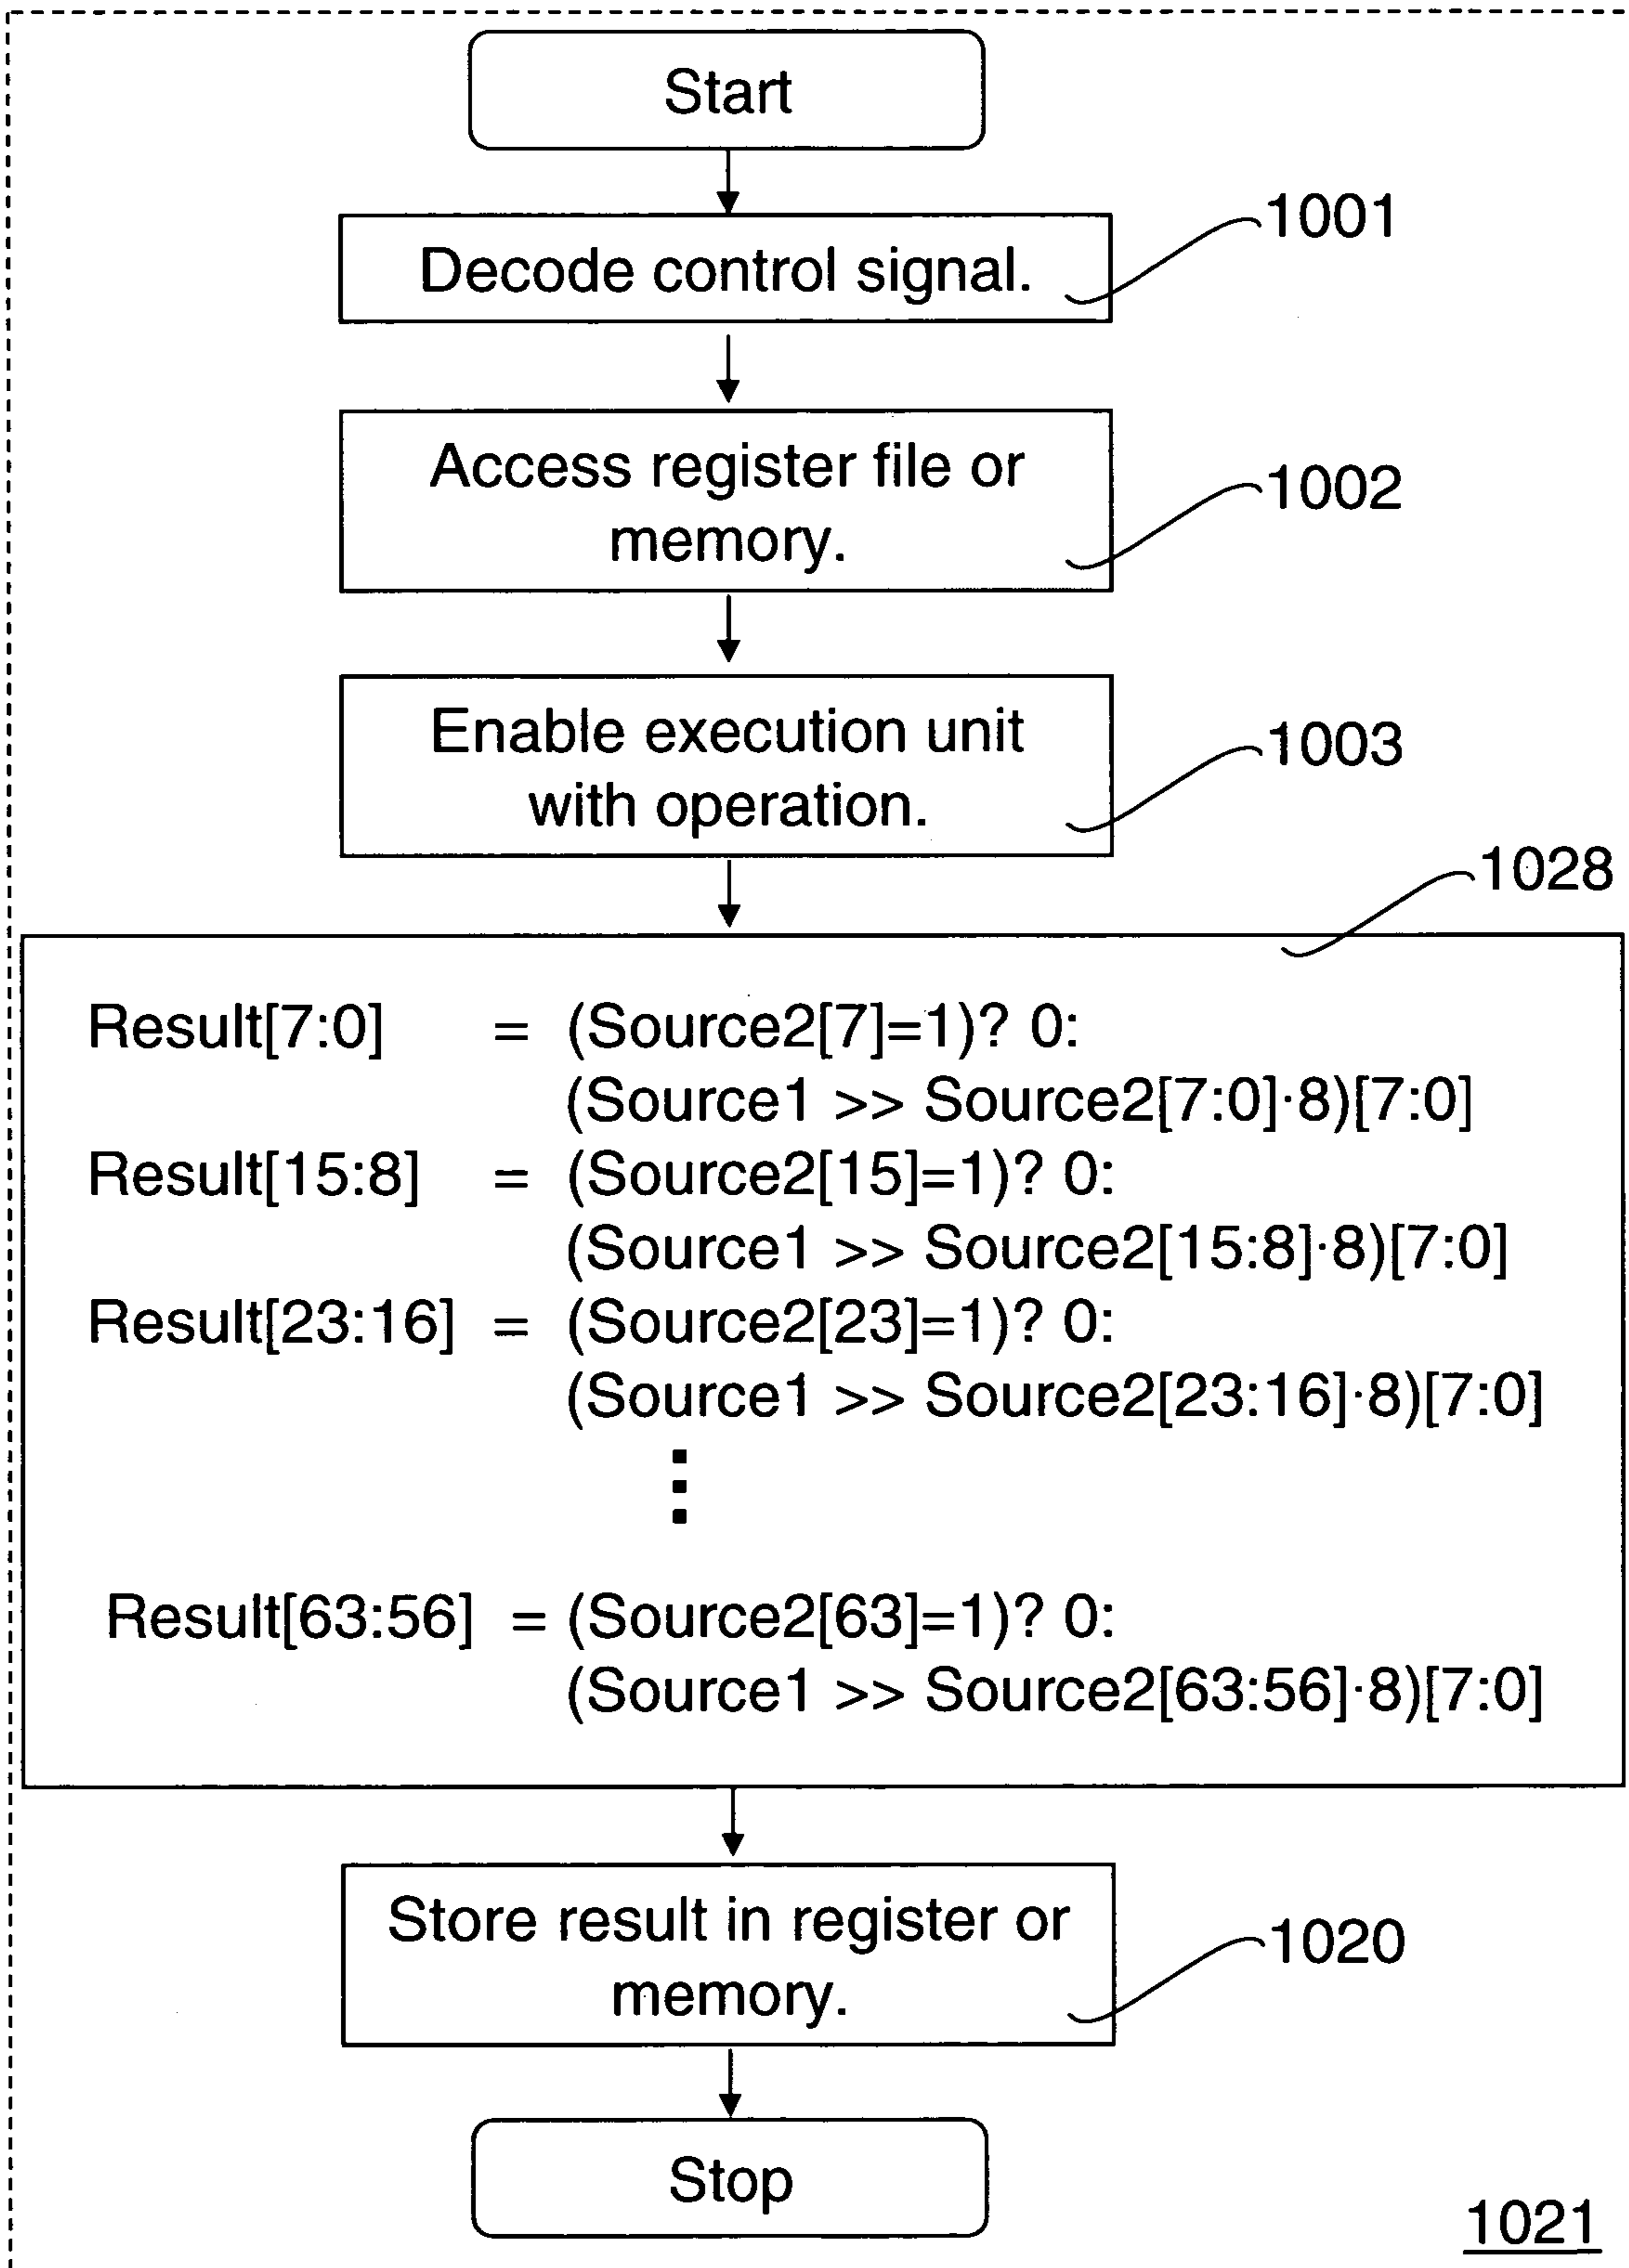 Start
Decode control signal.
1001
Access register file or
memory.
1002
Enable execution unit
with operation.
1003
1028
Result[7:0] = (Source2[7]=1)? 0:
(Source1 >> Source2[7:0]·8)[7:0]
Result[15:8] = (Source2[15]=1)? 0:
(Source1 >> Source2[15:8]·8)[7:0]
Result[23:16] = (Source2[23]=1)? 0:
(Source1 >> Source2[23:16]·8)[7:0]
Result[63:56] = (Source2[63]=1)? 0:
(Source1 >> Source2[63:56]·8)[7:0]
Store result in register or
memory.
1020
Stop
1021